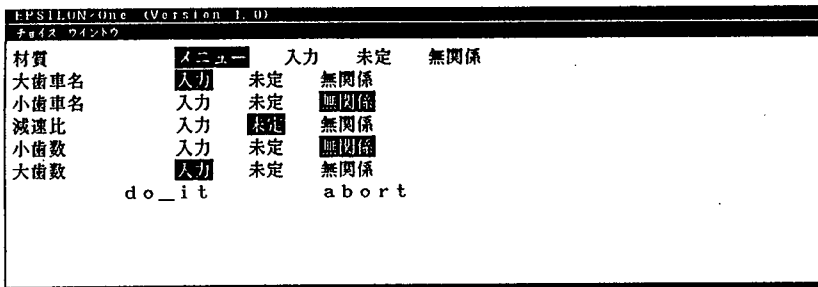 EPSILON/One (Version 1.0)
チョイス ウイントウ
材質 メニュー 入力 未定 無関係
大歯車名 入力 未定 無関係
小歯車名 入力 未定 無関係
減速比 入力 未定 無関係
小歯数 入力 未定 無関係
大歯数 入力 未定 無関係
do_it abort